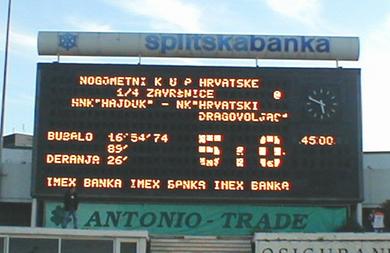 splitskabanka
NOGOMETNI K U P HRVATSKE
1/4 ZAVRŠNICE
HNK"HAJDUK" - NK"HRVATSKI
DRAGOVOLJAC"
BUBALO 16'54'74
89'
DERANJA 26'
5:0
45:00
IMEX BANKA IMEX BANKA IMEX BANKA
ANTONIO - TRADE
OSIGURANJE